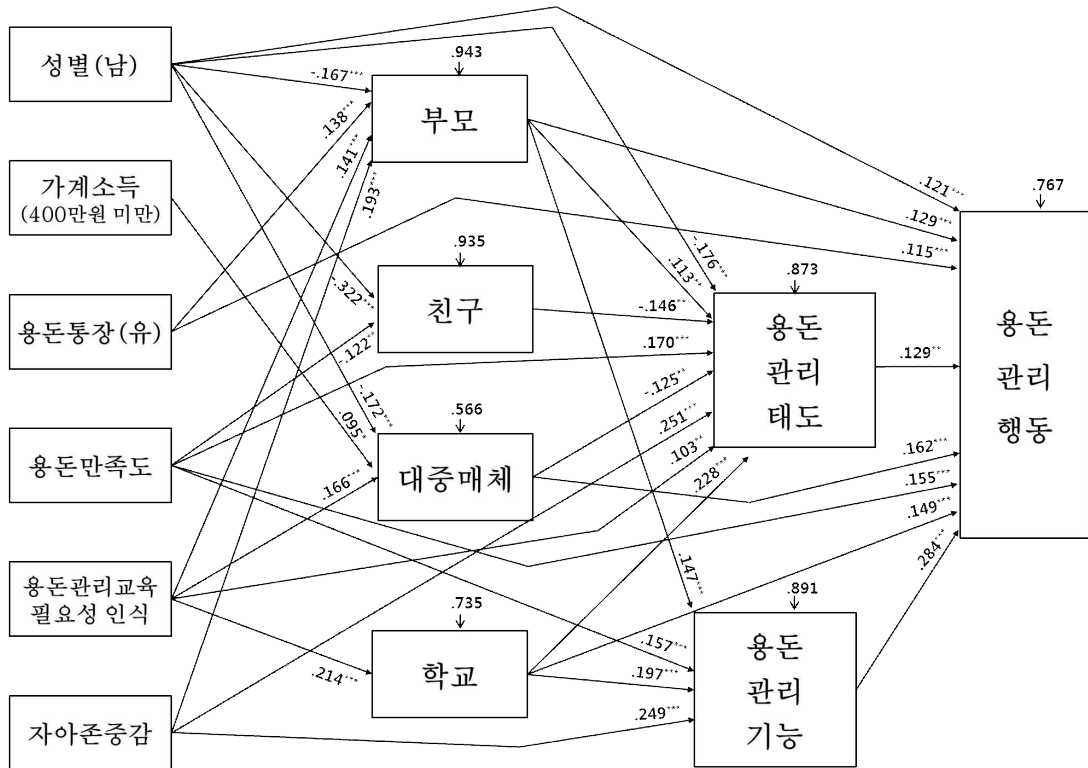 성별(남)
.943
-.167***
부모
.138***
.141***
.193***
가계소득
(400만원 미만)
.121***
.767
.129***
.115***
.935
-.176***
.113**
.873
용돈통장(유)
-.322***
친구
-.146**
-.122**
.170***
용돈
관리
태도
.129**
용돈
관리
행동
-.172***
.095*
.566
-.125**
.251***
.103**
.228***
용돈만족도
.166***
대중매체
.162***
.155***
.149***
.284***
.147***
용돈관리교육
필요성 인식
.735
.891
.214***
학교
.157***
.197***
.249***
용돈
관리
기능
자아존중감